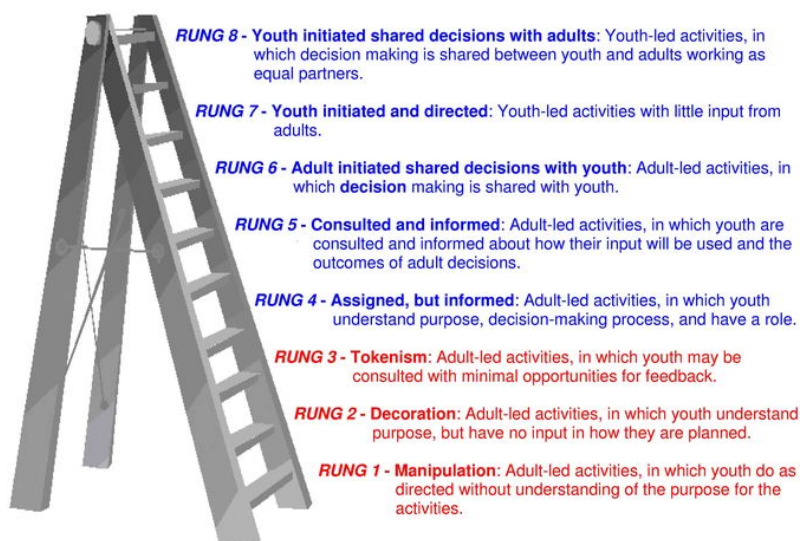 RUNG 8 - Youth initiated shared decisions with adults: Youth-led activities, in
which decision making is shared between youth and adults working as
equal partners.
RUNG 7 - Youth initiated and directed: Youth-led activities with little input from
adults.
RUNG 6 - Adult initiated shared decisions with youth: Adult-led activities, in
which decision making is shared with youth.
RUNG 5 - Consulted and informed: Adult-led activities, in which youth are
consulted and informed about how their input will be used and the
outcomes of adult decisions.
RUNG 4 - Assigned, but informed: Adult-led activities, in which youth
understand purpose, decision-making process, and have a role.
RUNG 3 - Tokenism: Adult-led activities, in which youth may be
consulted with minimal opportunities for feedback.
RUNG 2 - Decoration: Adult-led activities, in which youth understand
purpose, but have no input in how they are planned.
RUNG 1 - Manipulation: Adult-led activities, in which youth do as
directed without understanding of the purpose for the
activities.